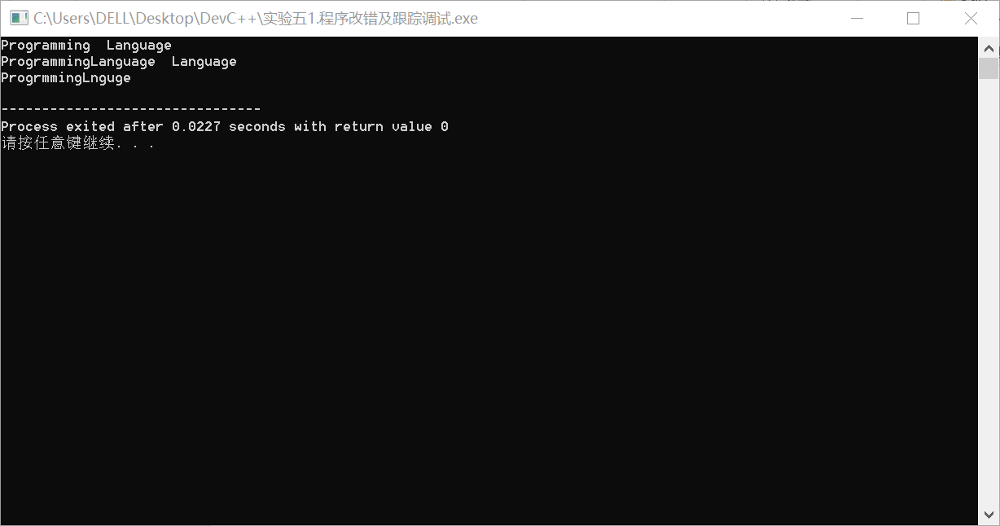 C:\Users\DELL\Desktop\DevC++\实验五1.程序改错及跟踪调试.exe
Programming  Language
ProgrammingLanguage  Language
ProgrmmingLnguge
--------------------------------
Process exited after 0.0227 seconds with return value 0
请按任意键继续. . .